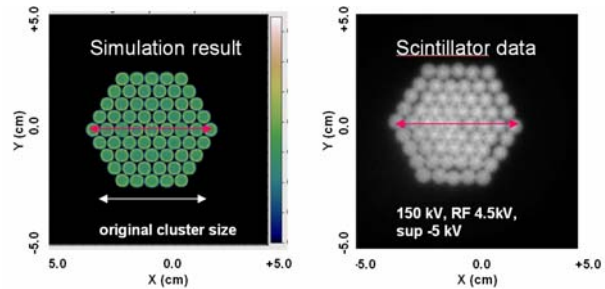 +5.0
Simulation result
Y (cm)
0.0
original cluster size
-5.0
5.0
0.0
+5.0
X (cm)
+5.0
Scintillator data
Y (cm)
0.0
150 kV, RF 4.5kV,
sup -5 kV
-5.0
-5.0
0.0
+5.0
X (cm)